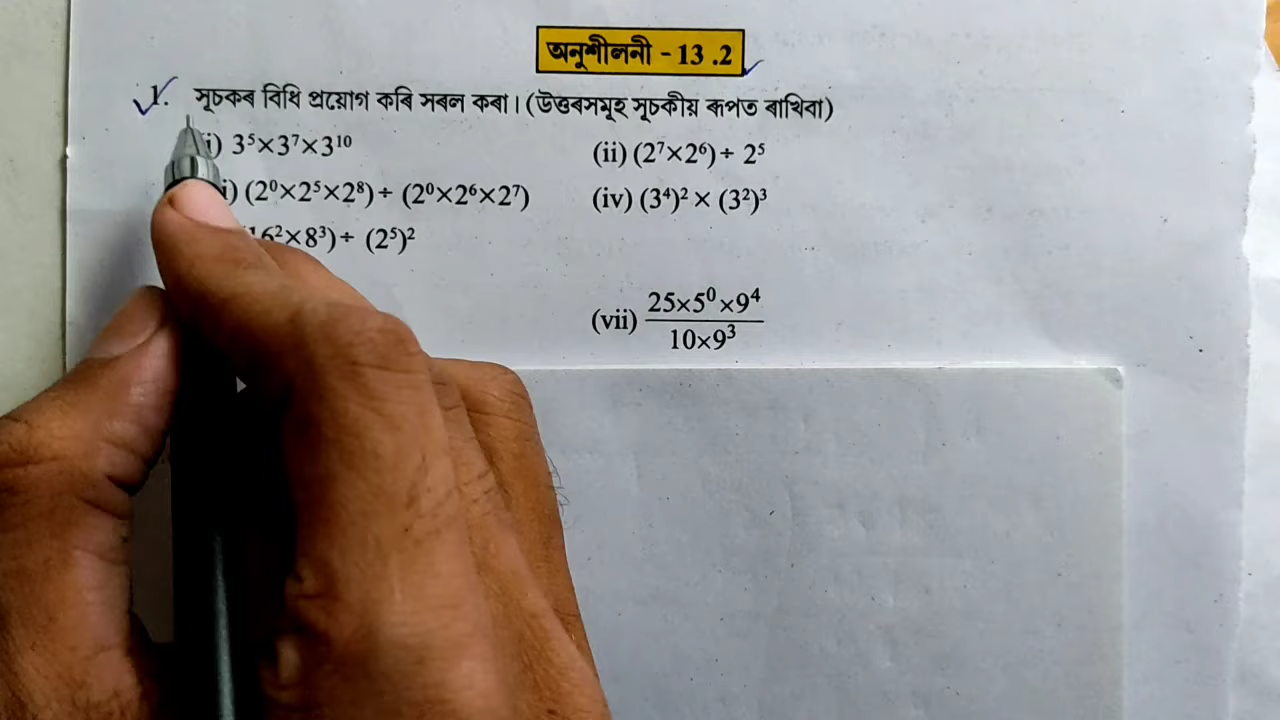 অনুশীলনী - 13 .2
1. সূচকৰ বিধি প্ৰয়োগ কৰি সৰল কৰা। (উত্তৰসমূহ সূচকীয় ৰূপত ৰাখিবা)
i) 3⁵×3⁷×3¹⁰ (ii) (2⁷×2⁶) ÷ 2⁵
i) (2⁰×2⁵×2⁸) ÷ (2⁰×2⁶×2⁷) (iv) (3⁴)² × (3²)³
16²×8³) ÷ (2⁵)²
(vii) 25×5⁰×9⁴
10×9³